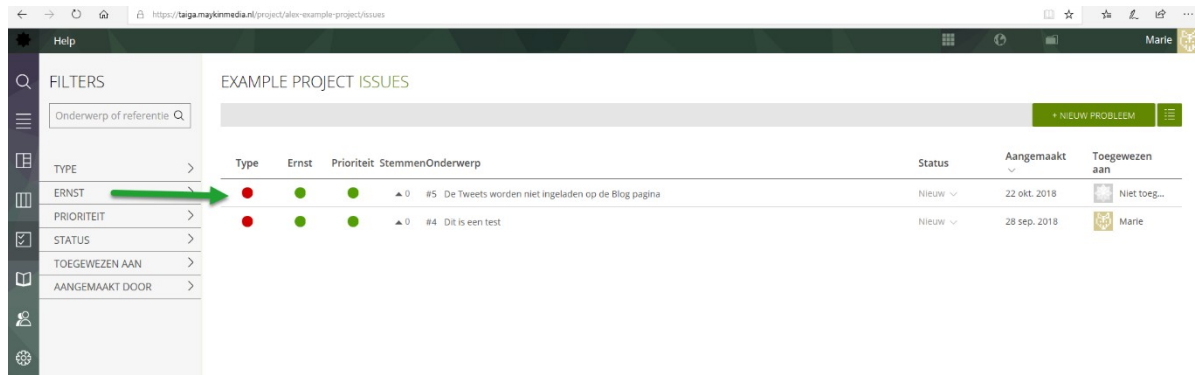 https://taiga.maykinmedia.nl/project/alex-example-project/issues
Help
Marie
FILTERS
Onderwerp of referentie
TYPE
ERNST
PRIORITEIT
STATUS
TOEGEWEZEN AAN
AANGEMAAKT DOOR
EXAMPLE PROJECT ISSUES
+ NIEUW PROBLEEM
Type Ernst Prioriteit Stemmen Onderwerp Status Aangemaakt Toegewezen aan
0 #5 De Tweets worden niet ingeladen op de Blog pagina Nieuw 22 okt. 2018 Niet toeg...
0 #4 Dit is een test Nieuw 28 sep. 2018 Marie